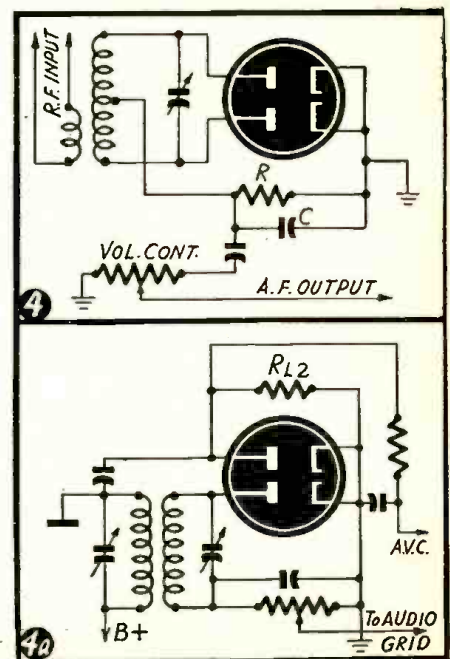 R.F. INPUT
R
C
VOL. CONT.
A.F. OUTPUT
4
RL2
A.V.C.
B+
TO AUDIO
GRID
4a